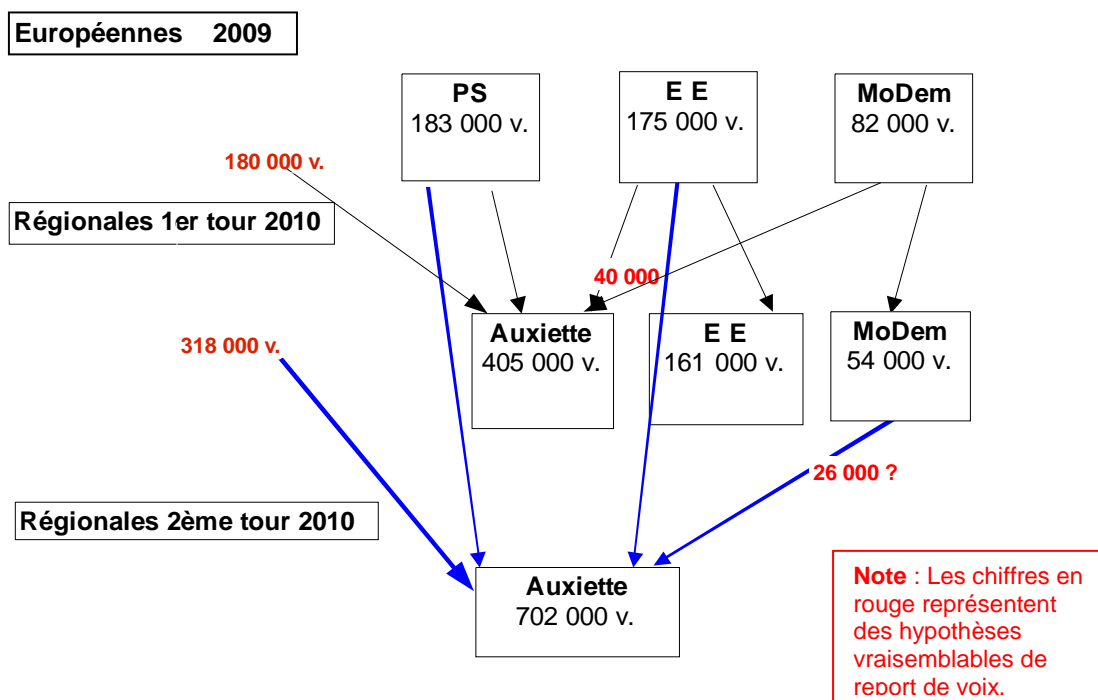 Européennes 2009
PS
183 000 v.
E E
175 000 v.
MoDem
82 000 v.
180 000 v.
Régionales 1er tour 2010
40 000
Auxiette
405 000 v.
E E
161 000 v.
MoDem
54 000 v.
318 000 v.
26 000 ?
Régionales 2ème tour 2010
Auxiette
702 000 v.
Note : Les chiffres en
rouge représentent
des hypothèses
vraisemblables de
report de voix.